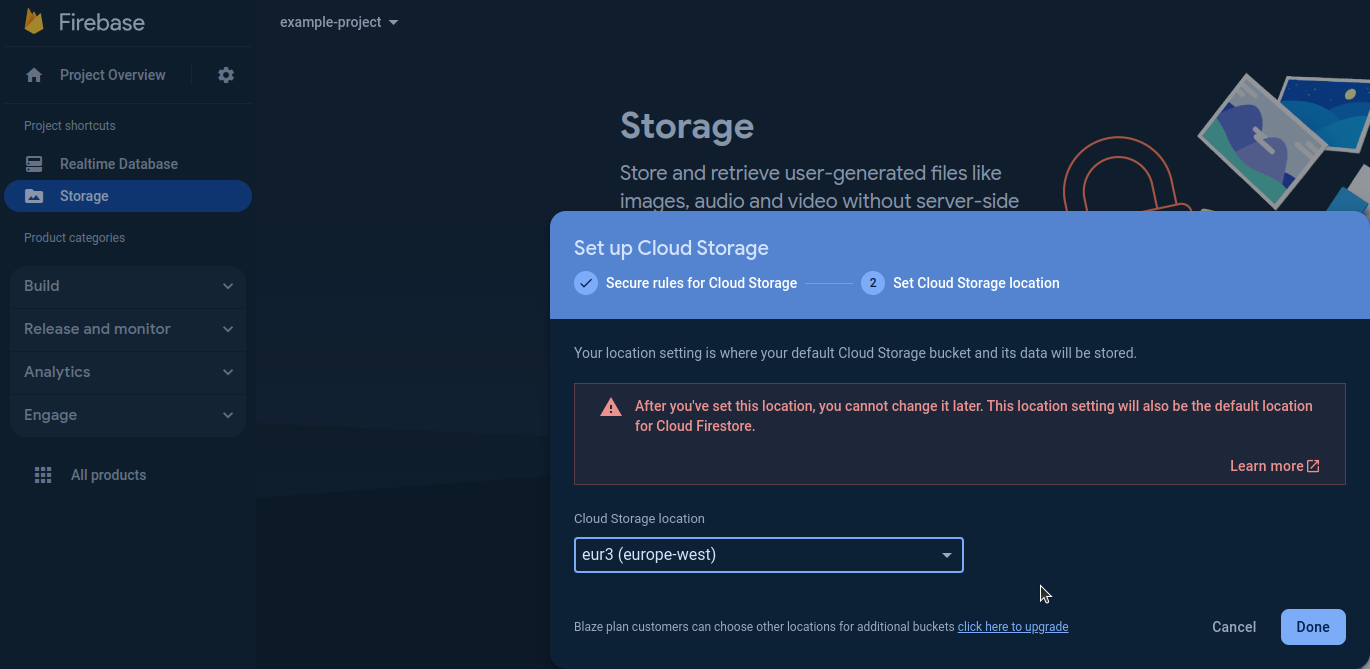 Firebase
example-project
Project Overview
Project shortcuts
Realtime Database
Storage
Product categories
Build
Release and monitor
Analytics
Engage
All products
Storage
Store and retrieve user-generated files like
images, audio and video without server-side
Set up Cloud Storage
Secure rules for Cloud Storage
2 Set Cloud Storage location
Your location setting is where your default Cloud Storage bucket and its data will be stored.
After you've set this location, you cannot change it later. This location setting will also be the default location
for Cloud Firestore.
Learn more
Cloud Storage location
eur3 (europe-west)
Blaze plan customers can choose other locations for additional buckets click here to upgrade
Cancel
Done